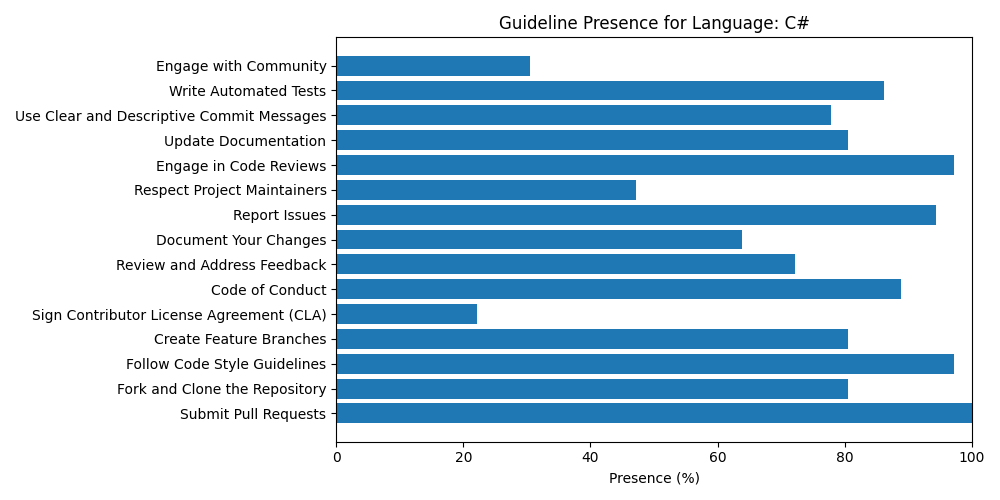 Guideline Presence for Language: C#
Engage with Community
Write Automated Tests
Use Clear and Descriptive Commit Messages
Update Documentation
Engage in Code Reviews
Respect Project Maintainers
Report Issues
Document Your Changes
Review and Address Feedback
Code of Conduct
Sign Contributor License Agreement (CLA)
Create Feature Branches
Follow Code Style Guidelines
Fork and Clone the Repository
Submit Pull Requests
0 20 40 60 80 100
Presence (%)